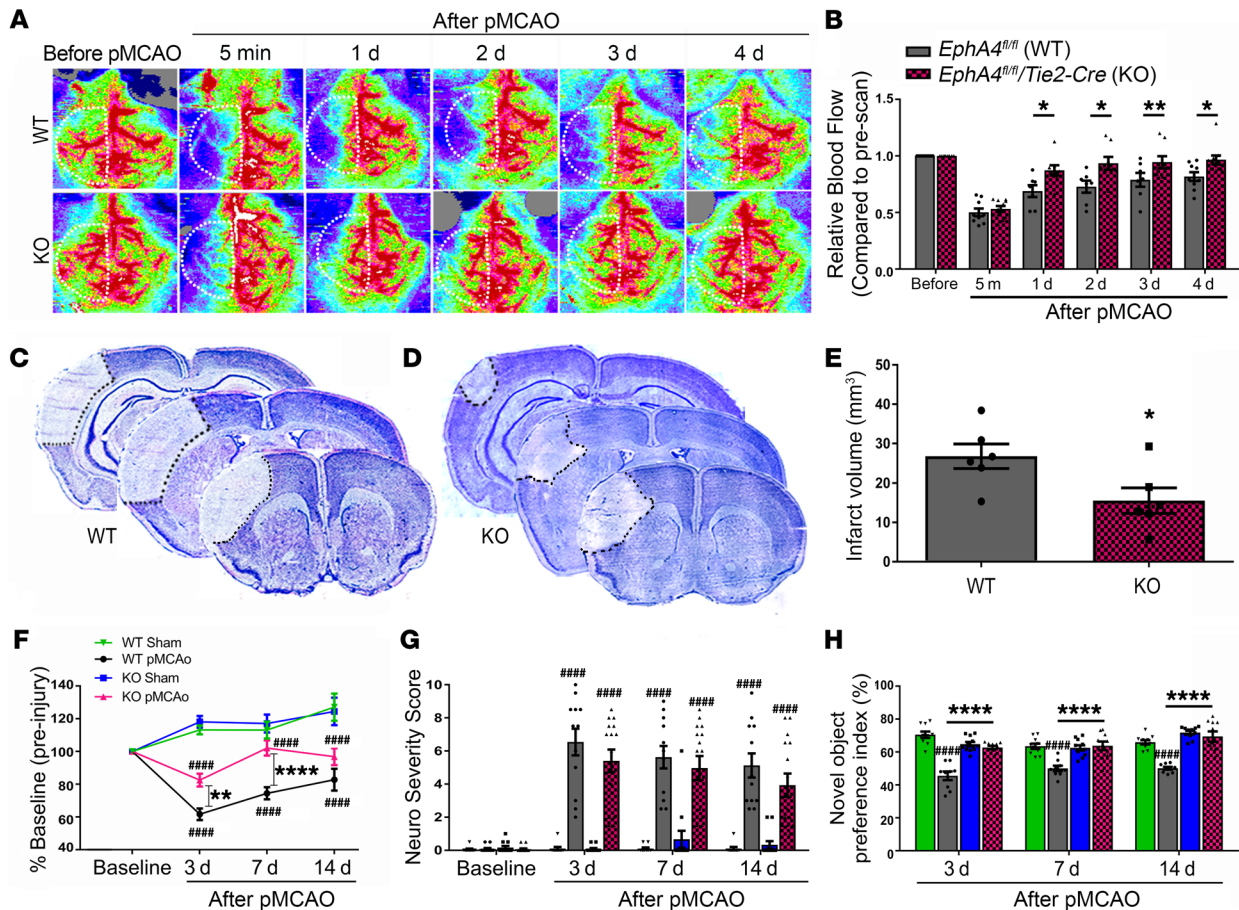 A
After pMCAO
Before pMCAO
5 min
1 d
2 d
3 d
4 d
WT
KO
B
EphA4fl/fl (WT)
EphA4fl/fl/Tie2-Cre (KO)
Relative Blood Flow
(Compared to pre-scan)
1.5
1.0
0.5
0.0
* * ** *
Before
5 m
1 d
2 d
3 d
4 d
After pMCAO
C
WT
D
KO
E
Infarct volume (mm3)
50
40
30
20
10
0
*
WT
KO
F
WT Sham
WT pMCAo
KO Sham
KO pMCAo
% Baseline (pre-injury)
140
120
100
80
60
40
####
**
####
####
****
####
####
####
Baseline
3 d
7 d
14 d
After pMCAO
G
Neuro Severity Score
10
8
6
4
2
0
####
####
####
####
####
####
Baseline
3 d
7 d
14 d
After pMCAO
H
Novel object
preference index (%)
100
80
60
40
20
0
****
####
****
####
****
####
3 d
7 d
14 d
After pMCAO